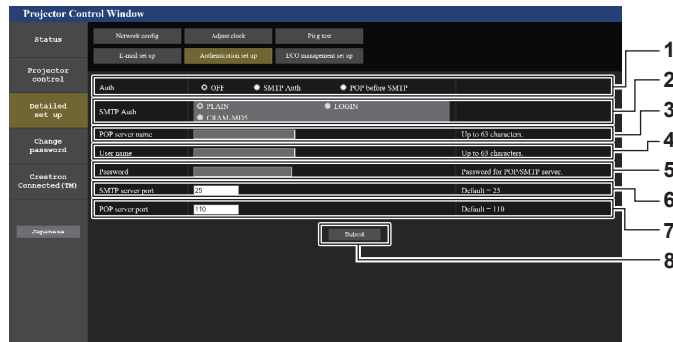 Projector Control Window
Status
Network config
Adjust clock
Ping test
E-mail set up
Authentication set up
ECO management set up
Projector
control
Detailed
set up
Change
password
Crestron
Connected(TM)
Japanese
Auth
OFF
SMTP Auth
POP before SMTP
SMTP Auth
PLAIN
LOGIN
CRAM-MD5
POP server name
Up to 63 characters.
User name
Up to 63 characters.
Password
Password for POP/SMTP server.
SMTP server port
25
Default = 25
POP server port
110
Default = 110
Submit
1
2
3
4
5
6
7
8